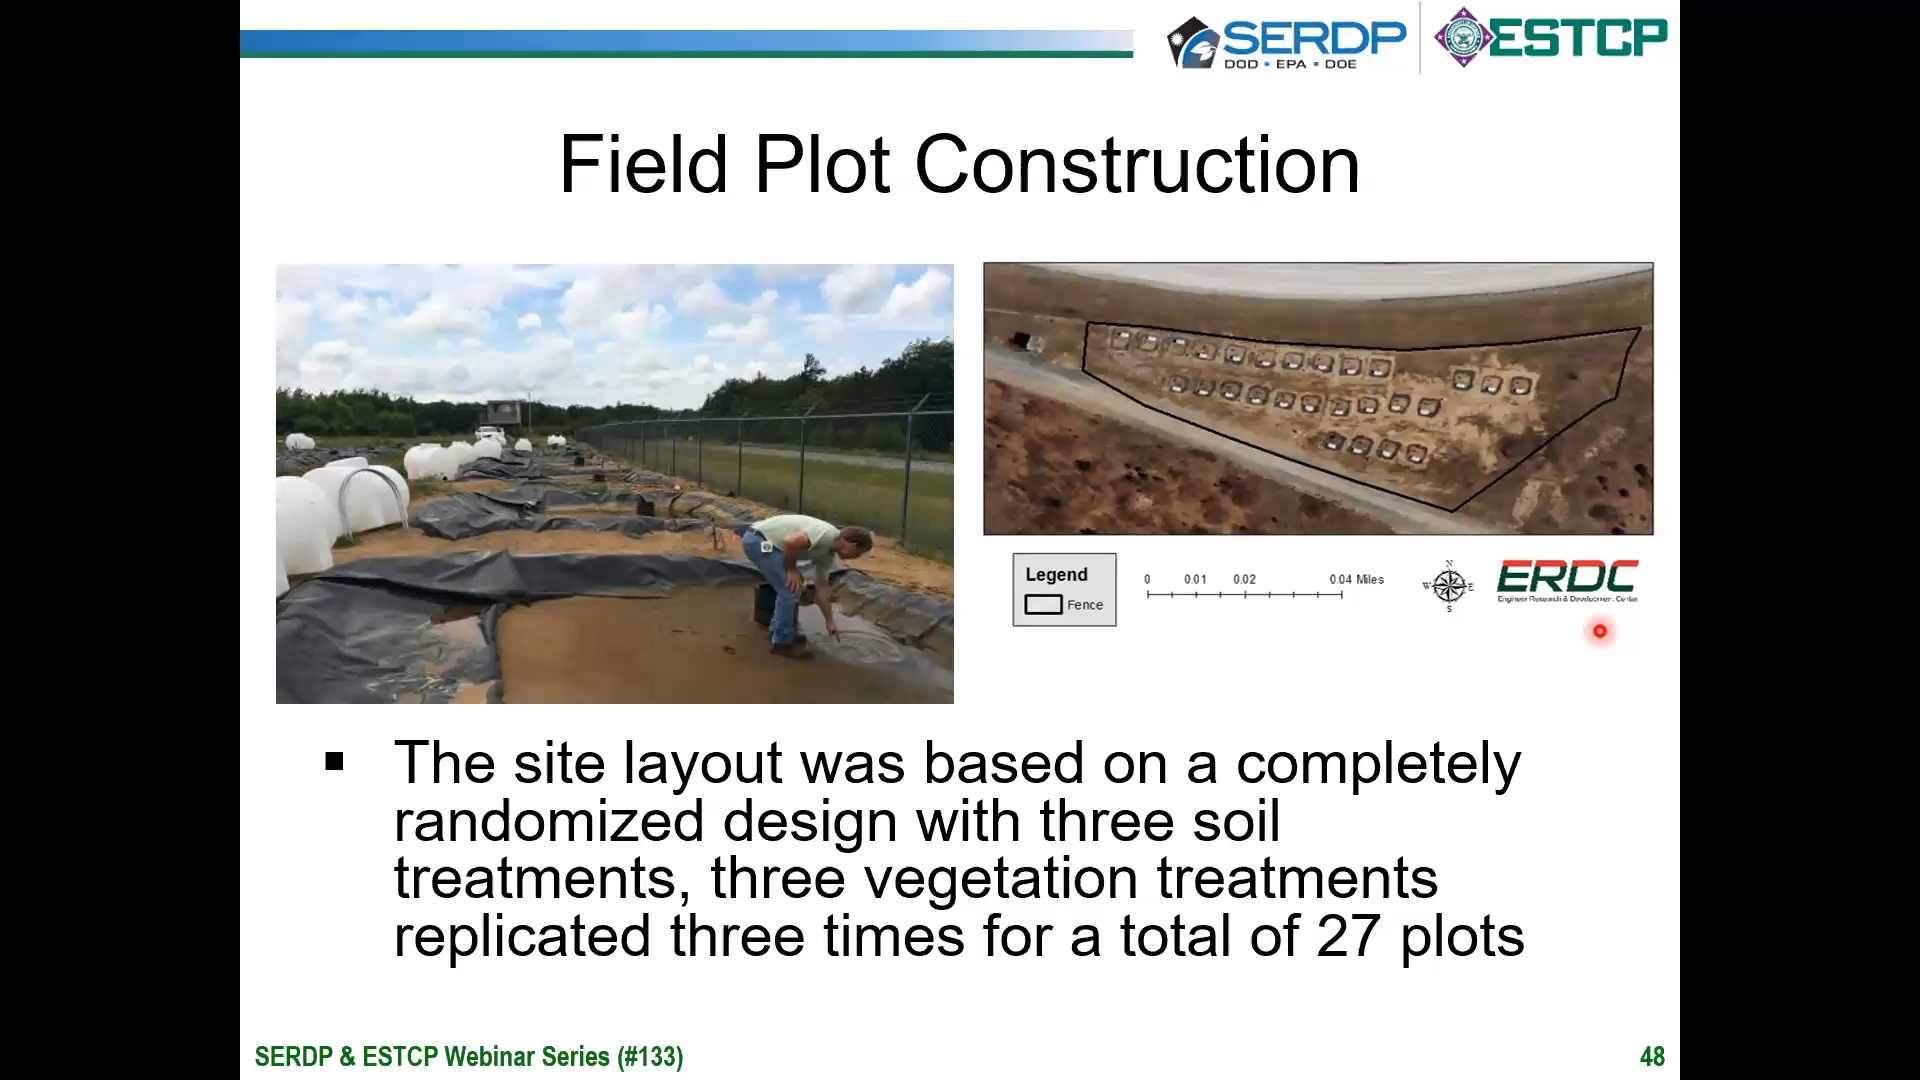 SERDP
DOD • EPA • DOE
ESTCP
Field Plot Construction
Legend
Fence
0 0.01 0.02 0.04 Miles
N
W E
S
ERDC
Engineer Research & Development Center
▪ The site layout was based on a completely
randomized design with three soil
treatments, three vegetation treatments
replicated three times for a total of 27 plots
SERDP & ESTCP Webinar Series (#133)
48